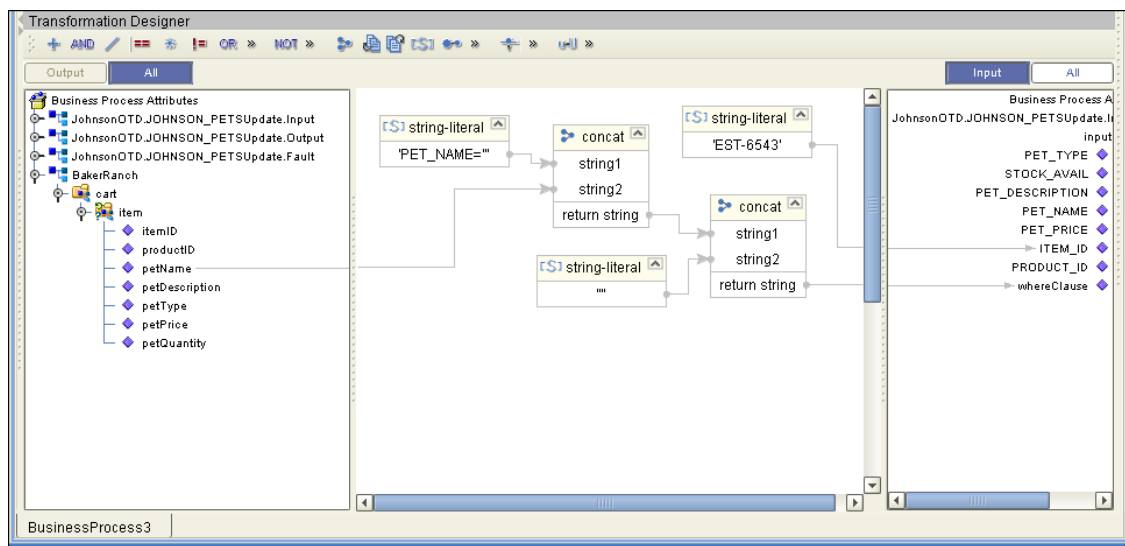 Transformation Designer
AND == != OR » NOT » [S] » » »
Output All Input All
Business Process Attributes
JohnsonOTD.JOHNSON_PETSUpdate.Input
JohnsonOTD.JOHNSON_PETSUpdate.Output
JohnsonOTD.JOHNSON_PETSUpdate.Fault
BakerRanch
cart
item
itemID
productID
petName
petDescription
petType
petPrice
petQuantity
[S] string-literal
'PET_NAME="'
concat
string1
string2
return string
[S] string-literal
'EST-6543'
[S] string-literal
'"'
concat
string1
string2
return string
Business Process A
JohnsonOTD.JOHNSON_PETSUpdate.I
input
PET_TYPE
STOCK_AVAIL
PET_DESCRIPTION
PET_NAME
PET_PRICE
ITEM_ID
PRODUCT_ID
whereClause
BusinessProcess3